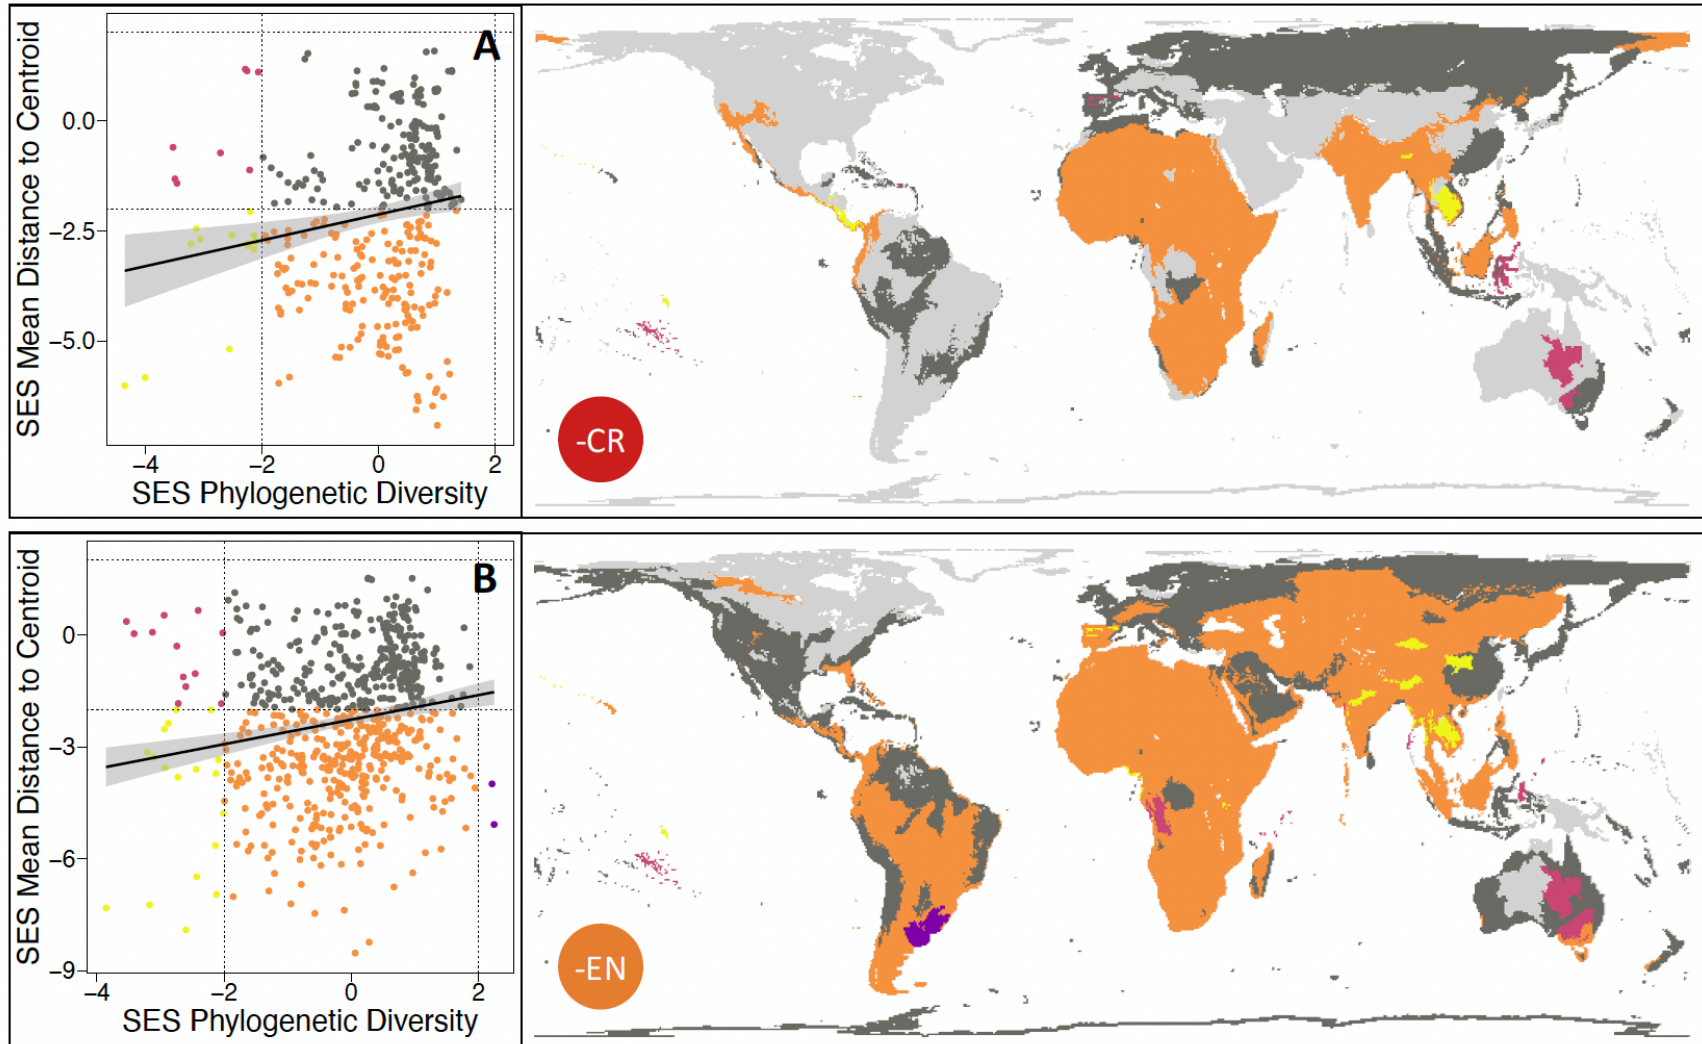 A
SES Mean Distance to Centroid
0.0
−2.5
−5.0
−4
−2
0
2
SES Phylogenetic Diversity
-CR
B
SES Mean Distance to Centroid
0
−3
−6
−9
−4
−2
0
2
SES Phylogenetic Diversity
-EN